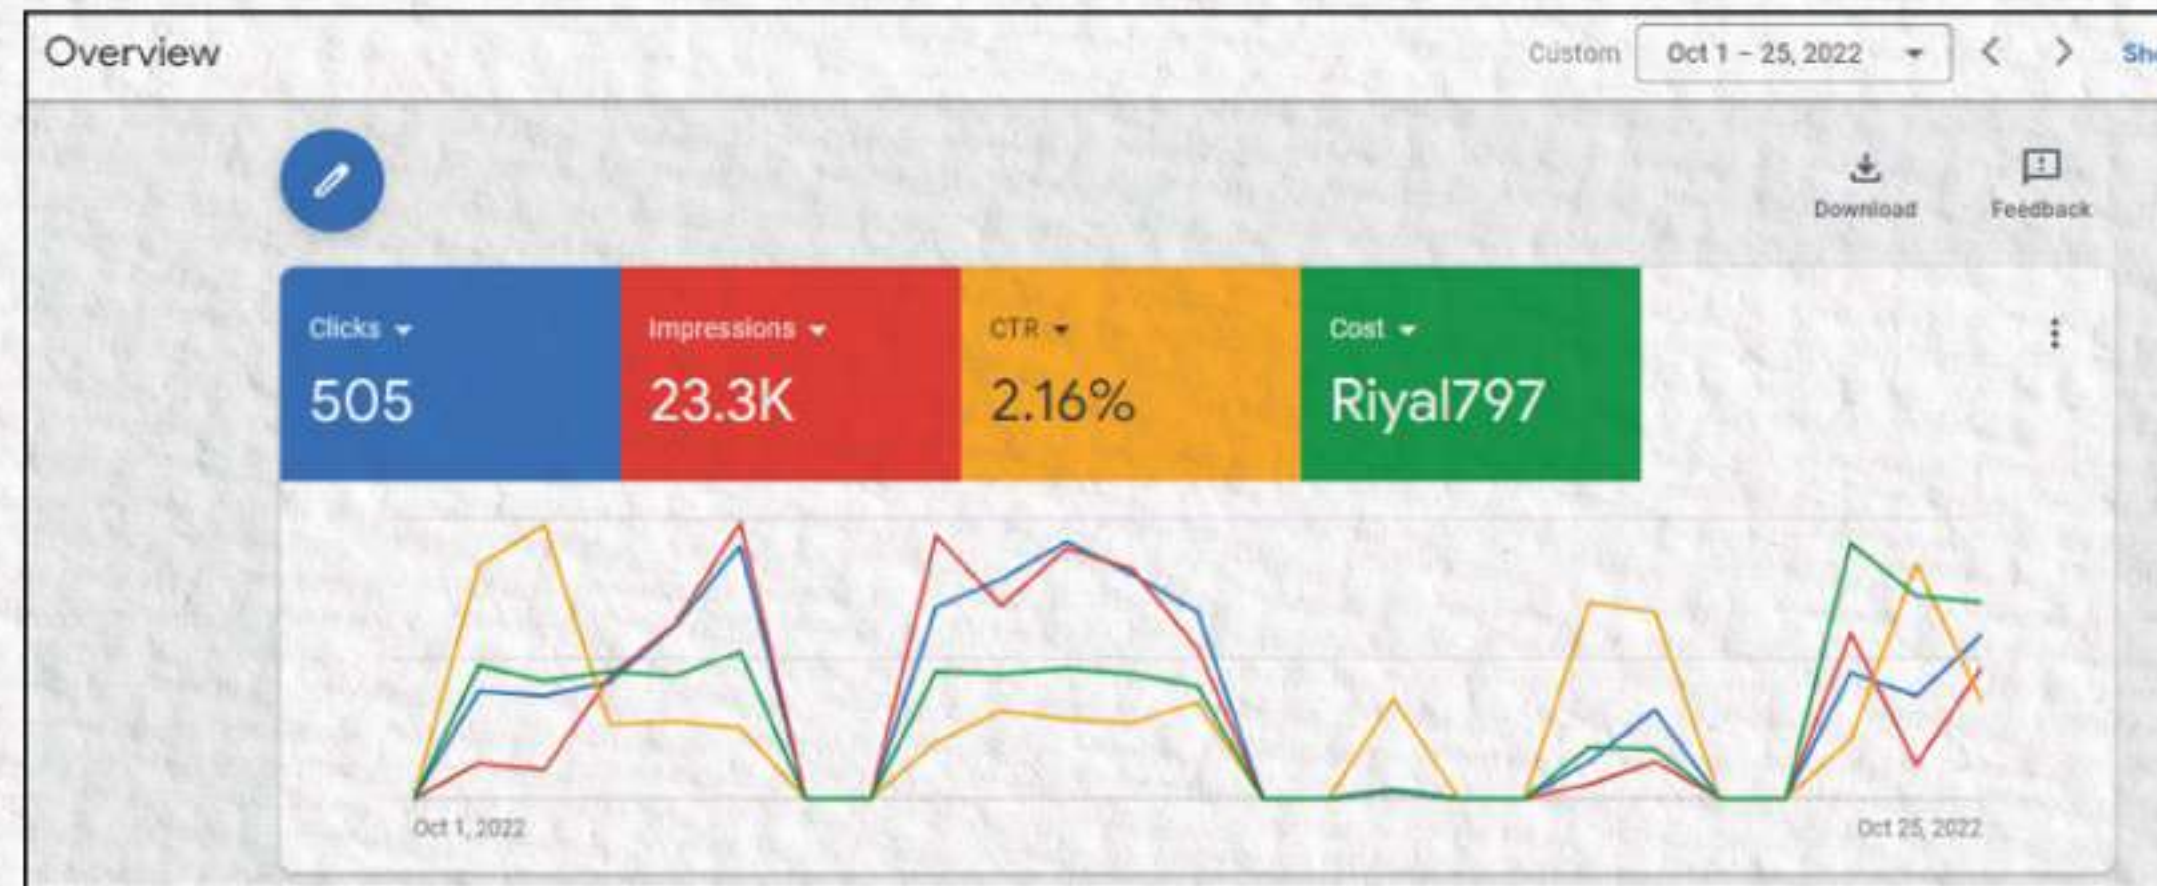 Overview
Custom Oct 1 – 25, 2022
Download Feedback
Clicks Impressions CTR Cost
505 23.3K 2.16% Riyal797
Oct 1, 2022 Oct 25, 2022